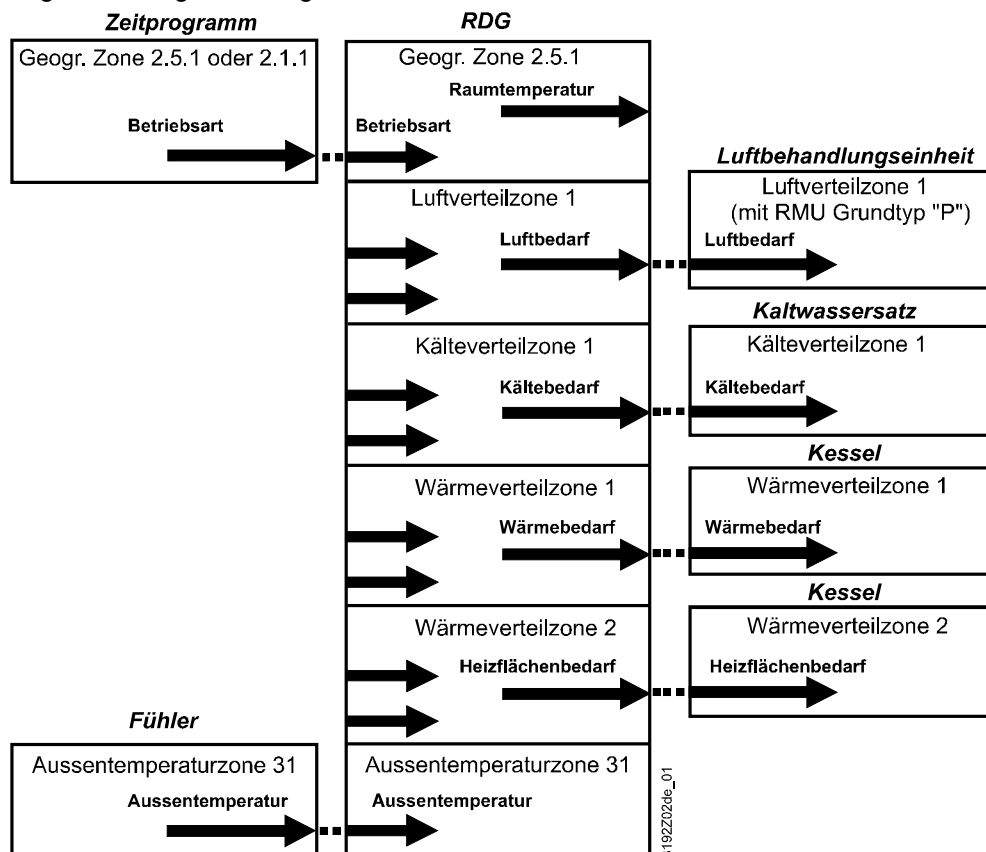 Zeitprogramm
Geogr. Zone 2.5.1 oder 2.1.1
Betriebsart
RDG
Geogr. Zone 2.5.1
Raumtemperatur
Betriebsart
Luftverteilzone 1
Luftbedarf
Luftbehandlungseinheit
Luftverteilzone 1
(mit RMU Grundtyp "P")
Luftbedarf
Kälteverteilzone 1
Kältebedarf
Kaltwassersatz
Kälteverteilzone 1
Kältebedarf
Wärmeverteilzone 1
Wärmebedarf
Kessel
Wärmeverteilzone 1
Wärmebedarf
Wärmeverteilzone 2
Heizflächenbedarf
Kessel
Wärmeverteilzone 2
Heizflächenbedarf
Fühler
Aussentemperaturzone 31
Aussentemperatur
Aussentemperaturzone 31
Aussentemperatur